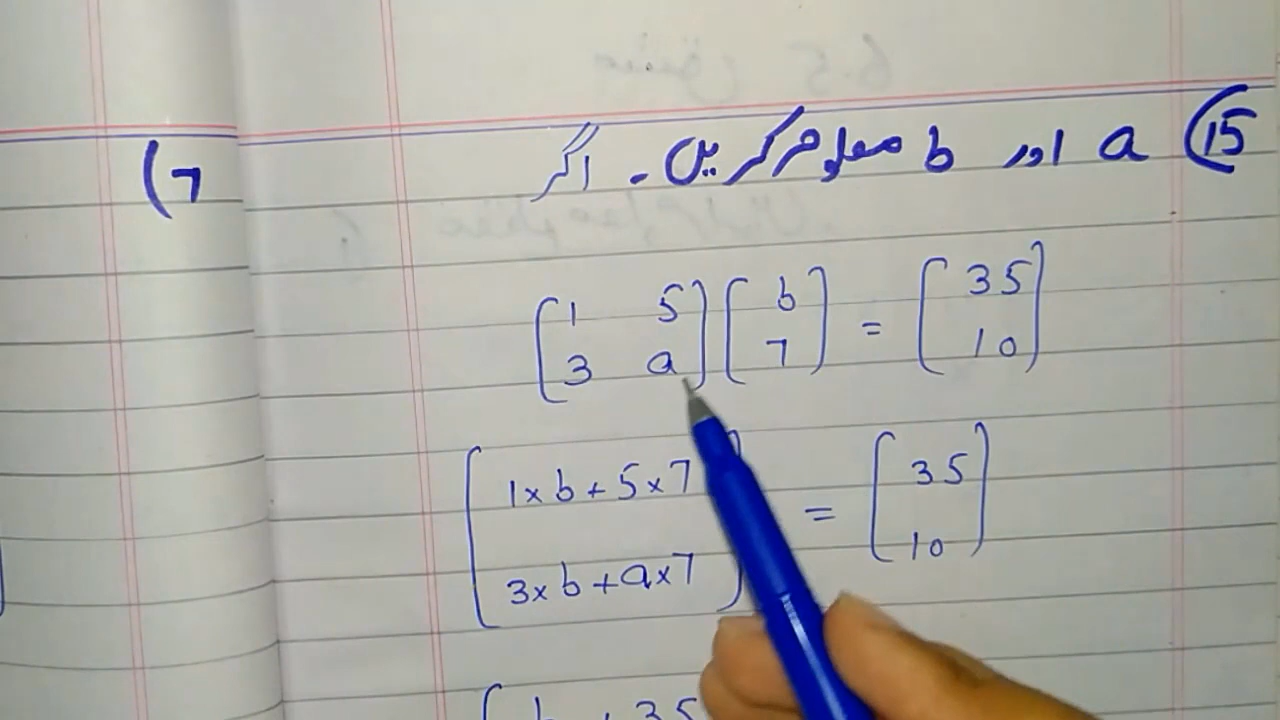 15) a اور b معلوم کریں۔ اگر
7)
[1 5
3 a] [b
7] = [35
10]
[1×b+5×7
3×b+a×7] = [35
10]
[b+35